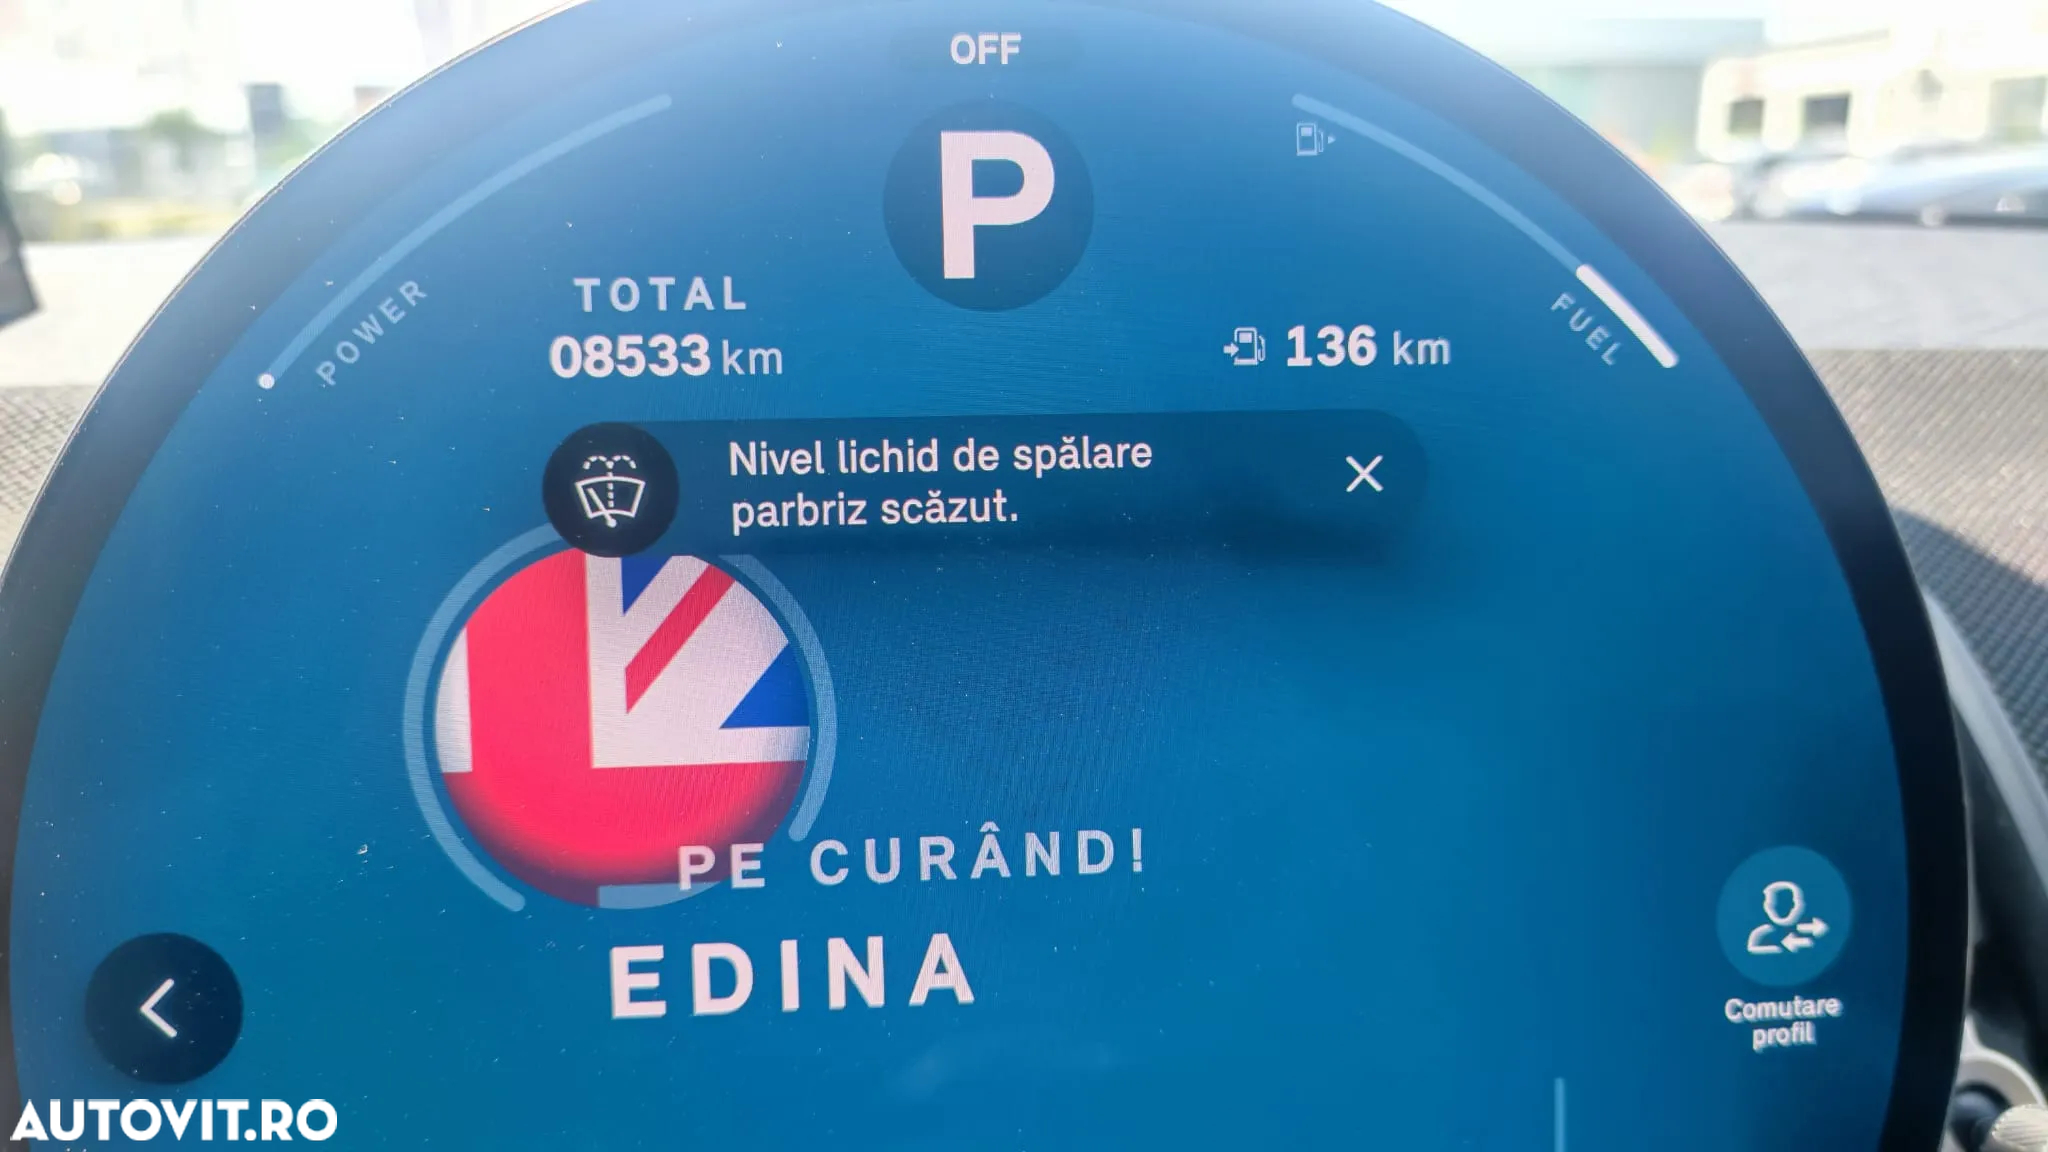 OFF
P
POWER
TOTAL
08533 km
136 km
FUEL
Nivel lichid de spălare
parbriz scăzut.
PE CURÂND!
EDINA
Comutare
profil
AUTOVIT.RO